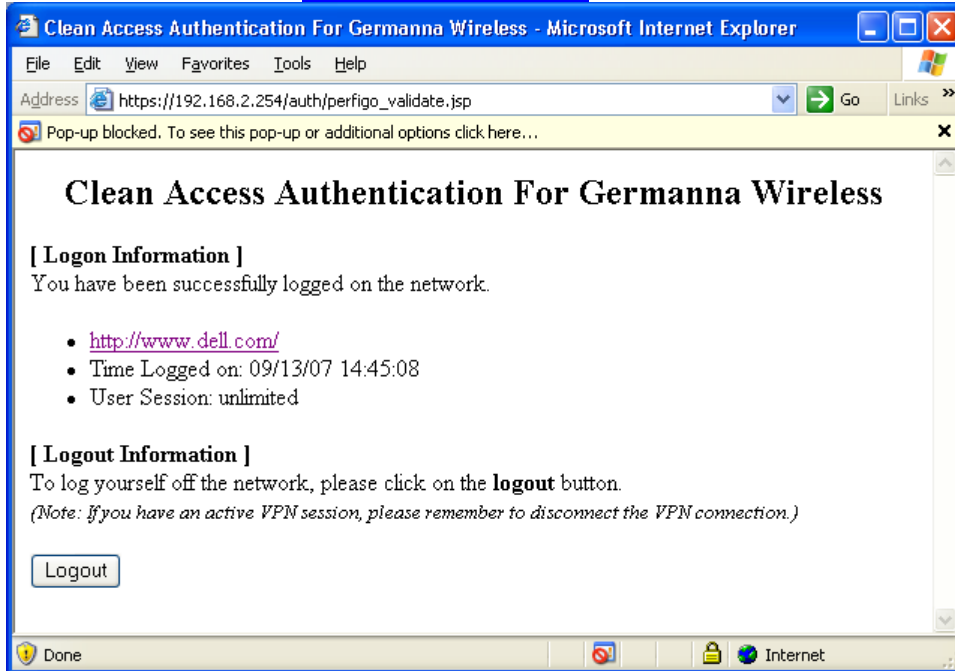 Clean Access Authentication For Germanna Wireless - Microsoft Internet Explorer
File Edit View Favorites Tools Help
Address https://192.168.2.254/auth/perfigo_validate.jsp Go Links »
Pop-up blocked. To see this pop-up or additional options click here...
Clean Access Authentication For Germanna Wireless
[ Logon Information ]
You have been successfully logged on the network.
• http://www.dell.com/
• Time Logged on: 09/13/07 14:45:08
• User Session: unlimited
[ Logout Information ]
To log yourself off the network, please click on the logout button.
(Note: If you have an active VPN session, please remember to disconnect the VPN connection.)
Logout
Done Internet